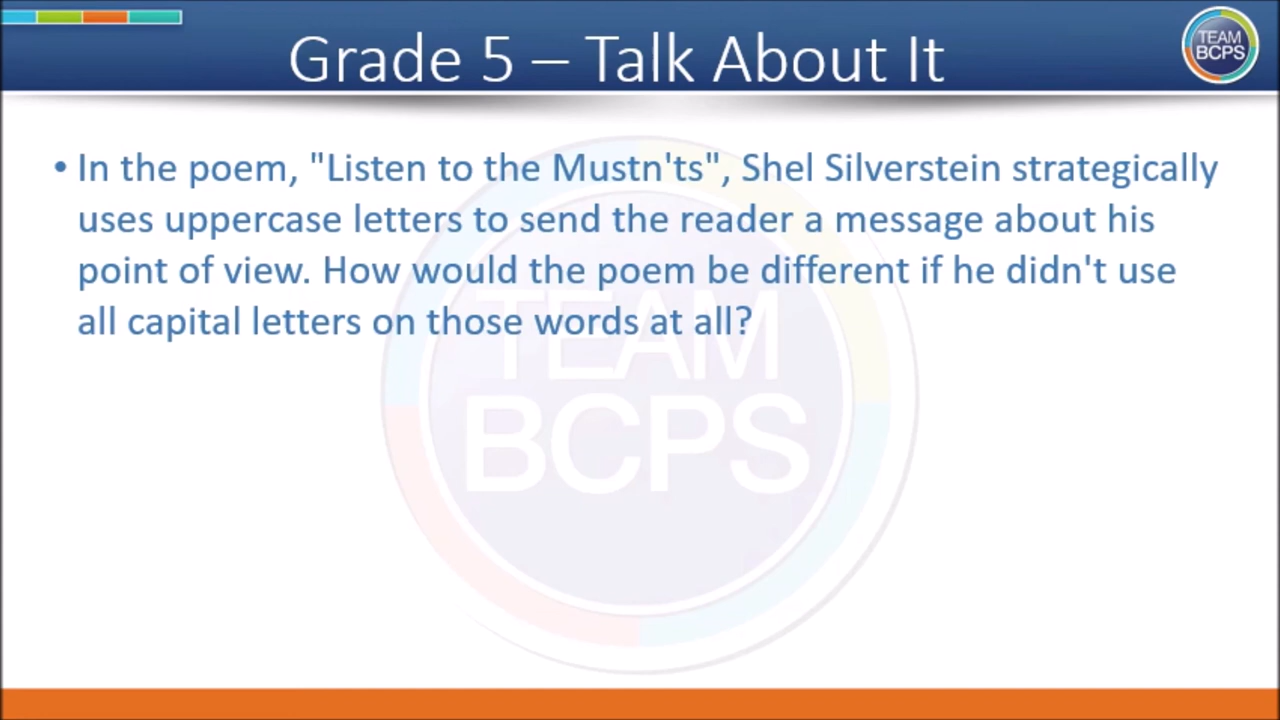 Grade 5 – Talk About It
TEAM
BCPS
• In the poem, "Listen to the Mustn'ts", Shel Silverstein strategically
uses uppercase letters to send the reader a message about his
point of view. How would the poem be different if he didn't use
all capital letters on those words at all?
TEAM
BCPS